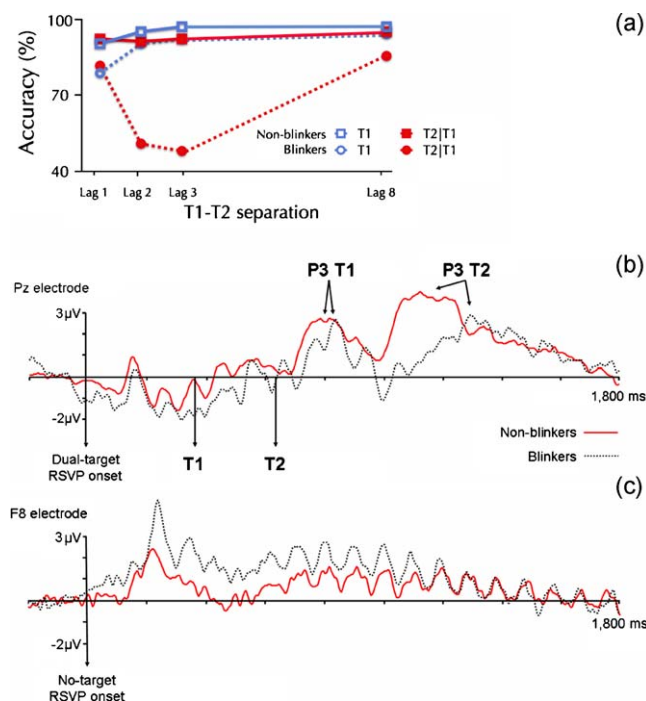 (a)
Accuracy (%)
100
70
40
Non-blinkers T1 T2|T1
Blinkers T1 T2|T1
Lag 1 Lag 2 Lag 3 Lag 8
T1-T2 separation
(b)
P3 T1 P3 T2
Pz electrode
3µV
-2µV
1,800 ms
Dual-target
RSVP onset
T1 T2
Non-blinkers
Blinkers
(c)
F8 electrode
3µV
-2µV
1,800 ms
No-target
RSVP onset